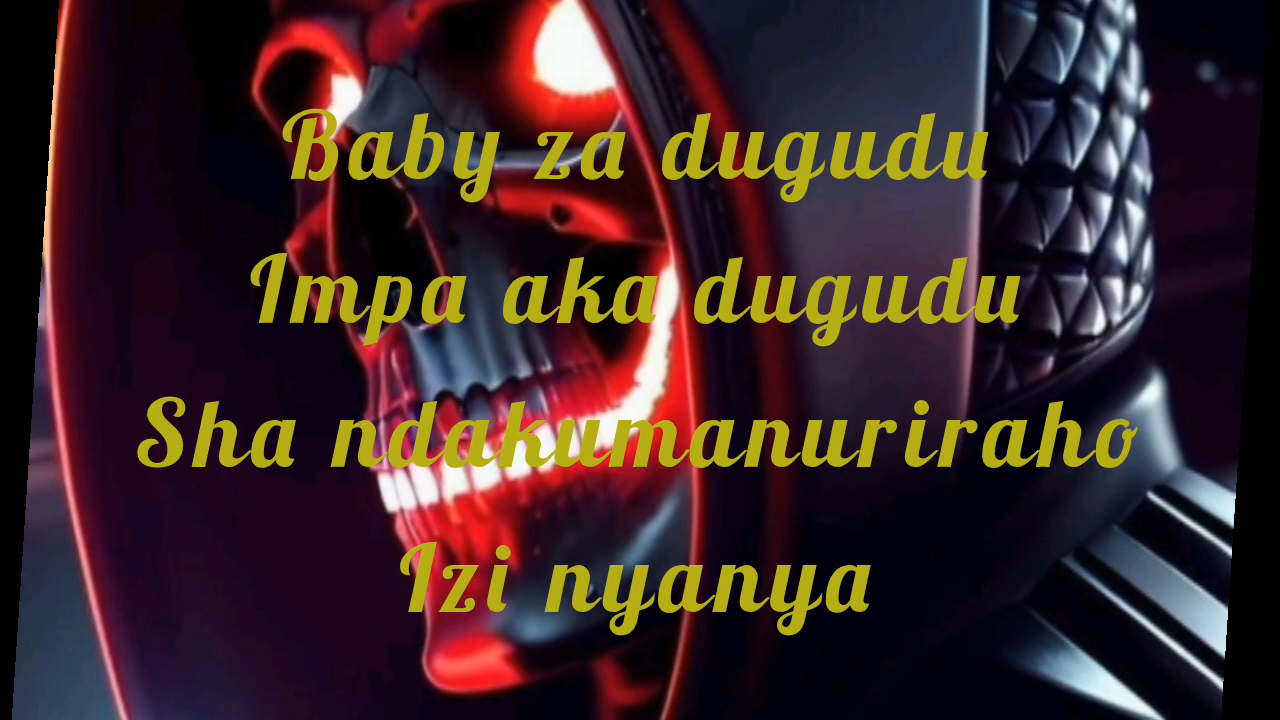 Baby za dugudu
Impa aka dugudu
Sha ndakumanuriraho
Izi nyanya